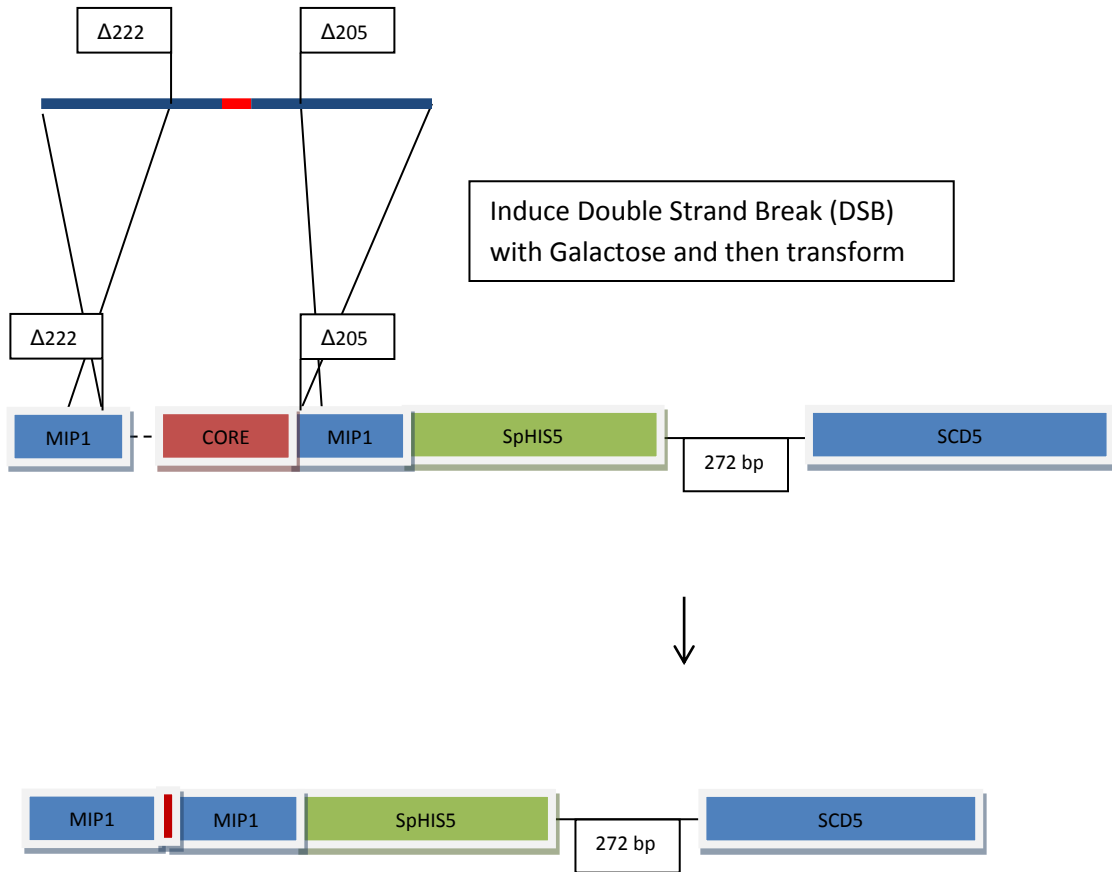 Δ222
Δ205
Induce Double Strand Break (DSB)
with Galactose and then transform
Δ222
Δ205
MIP1
CORE
MIP1
SpHIS5
SCD5
272 bp
MIP1
MIP1
SpHIS5
SCD5
272 bp